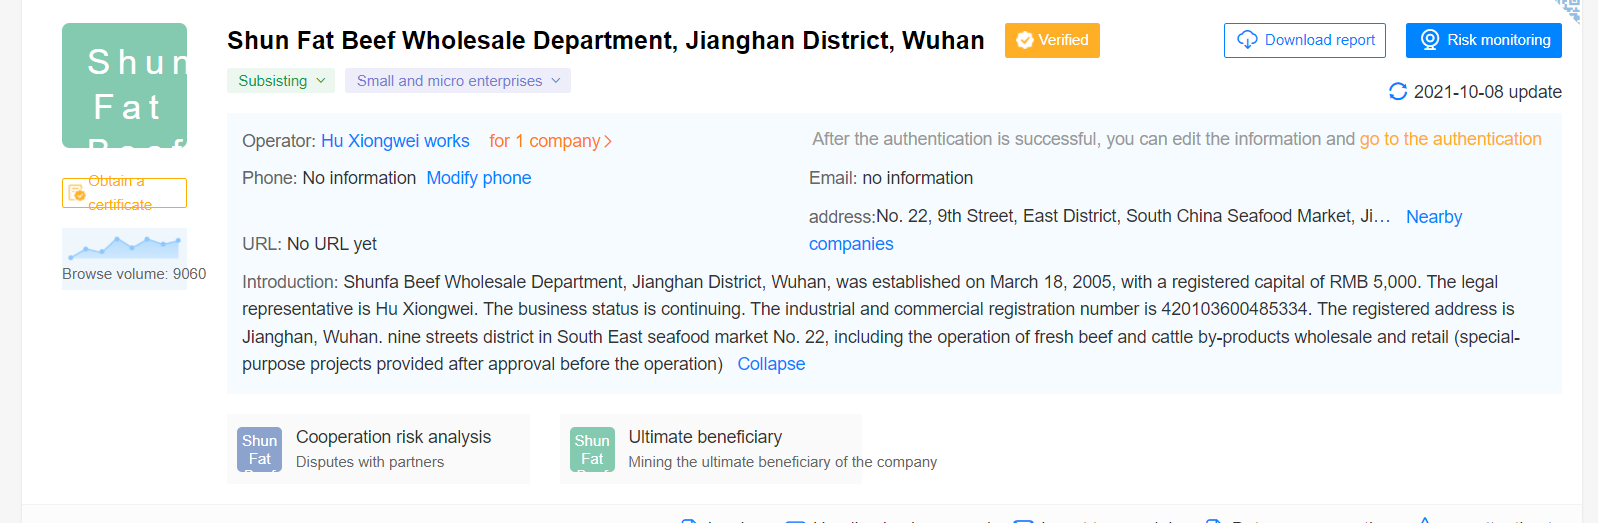 Shun
Fat
Shun Fat Beef Wholesale Department, Jianghan District, Wuhan
Verified
Download report
Risk monitoring
Subsisting
Small and micro enterprises
2021-10-08 update
Operator: Hu Xiongwei works for 1 company
After the authentication is successful, you can edit the information and go to the authentication
Phone: No information Modify phone
Email: no information
address:No. 22, 9th Street, East District, South China Seafood Market, Ji... Nearby
companies
URL: No URL yet
Obtain a
certificate
Browse volume: 9060
Introduction: Shunfa Beef Wholesale Department, Jianghan District, Wuhan, was established on March 18, 2005, with a registered capital of RMB 5,000. The legal
representative is Hu Xiongwei. The business status is continuing. The industrial and commercial registration number is 420103600485334. The registered address is
Jianghan, Wuhan. nine streets district in South East seafood market No. 22, including the operation of fresh beef and cattle by-products wholesale and retail (special-
purpose projects provided after approval before the operation) Collapse
Shun
Fat
Cooperation risk analysis
Disputes with partners
Shun
Fat
Ultimate beneficiary
Mining the ultimate beneficiary of the company